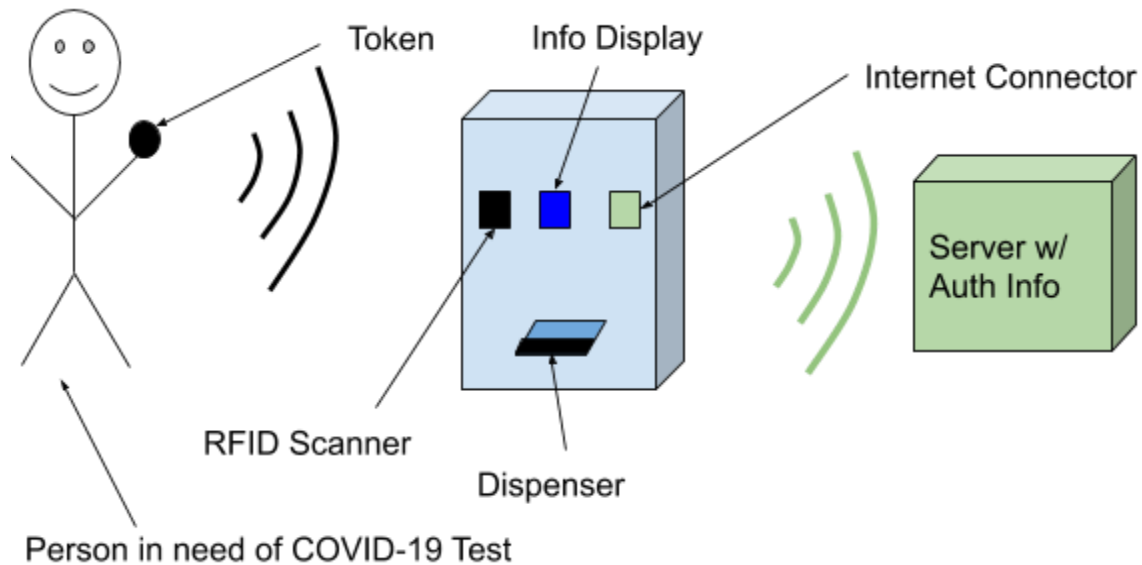 Token
Info Display
Internet Connector
Server w/
Auth Info
RFID Scanner
Dispenser
Person in need of COVID-19 Test